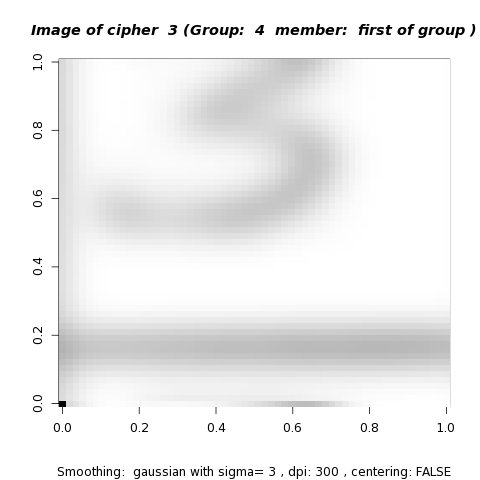 Image of cipher 3 (Group: 4 member: first of group )
1.0
0.8
0.6
0.4
0.2
0.0
0.0 0.2 0.4 0.6 0.8 1.0
Smoothing: gaussian with sigma= 3 , dpi: 300 , centering: FALSE